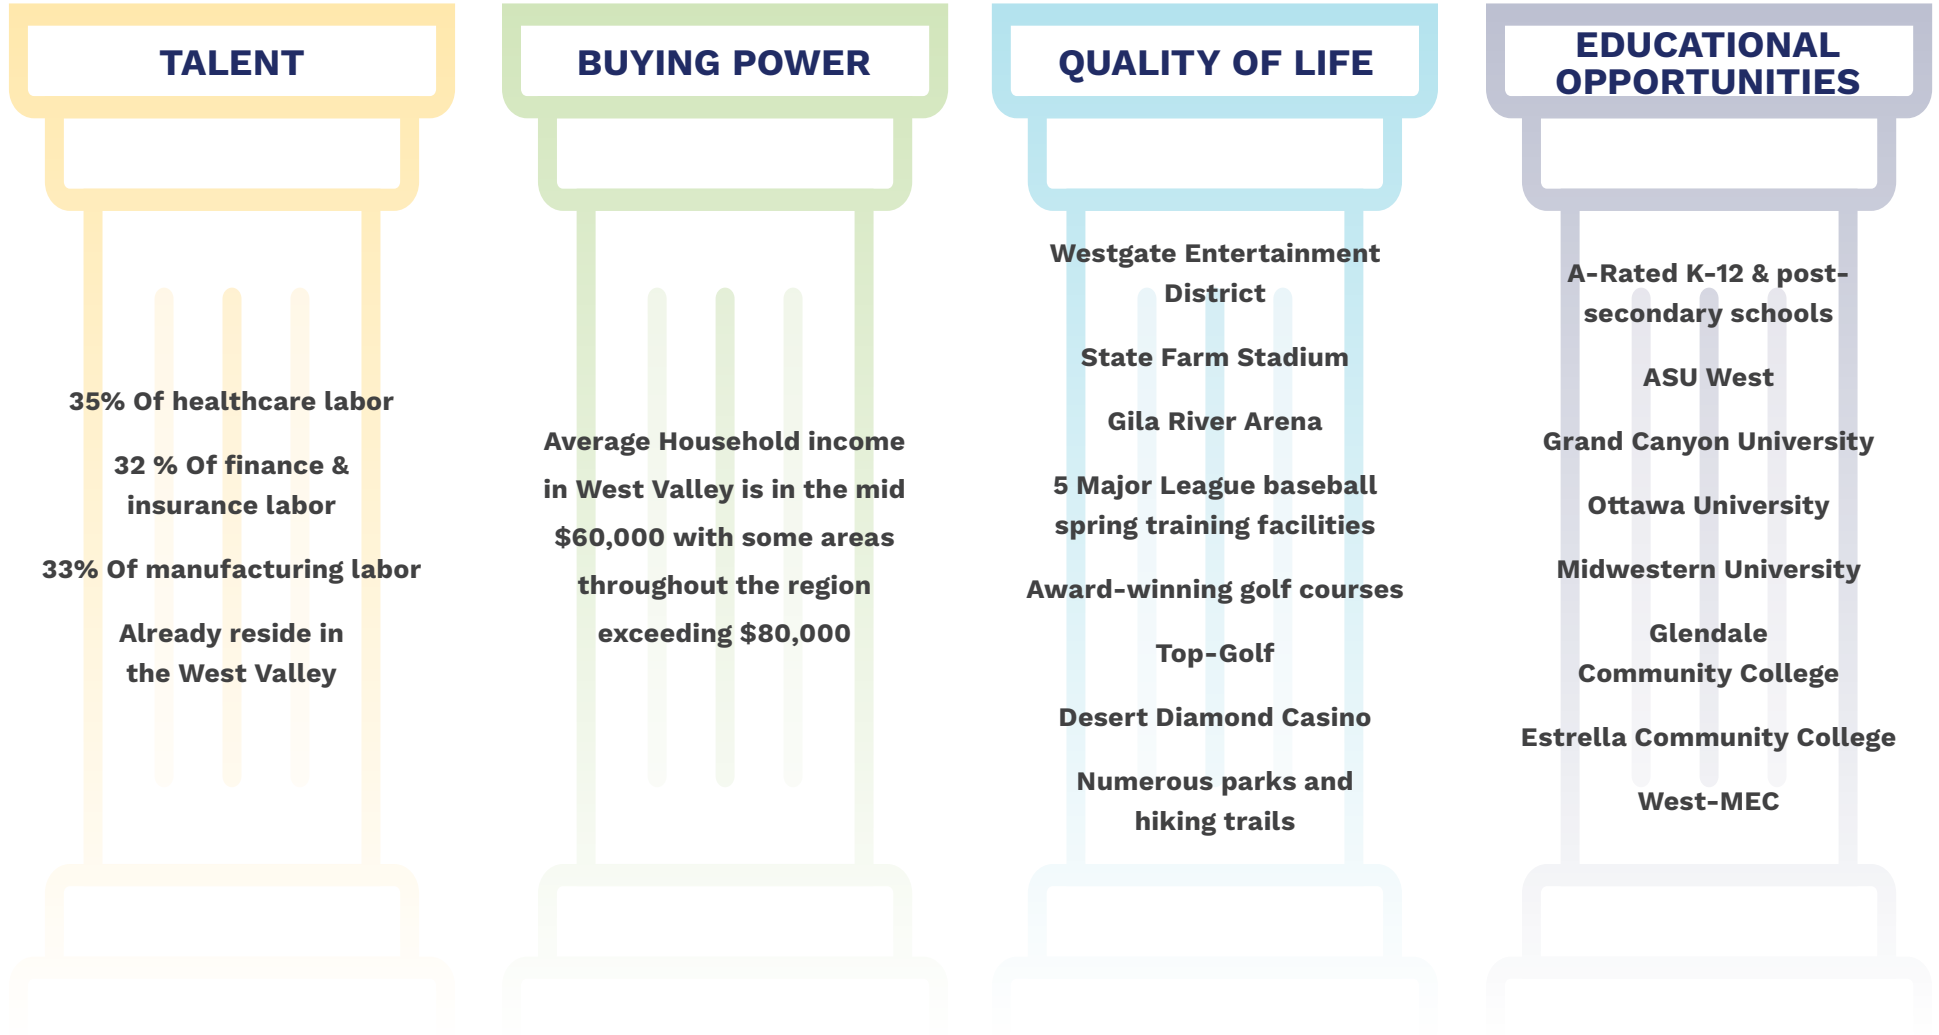 TALENT
35% Of healthcare labor
32 % Of finance &
insurance labor
33% Of manufacturing labor
Already reside in
the West Valley
BUYING POWER
Average Household income
in West Valley is in the mid
$60,000 with some areas
throughout the region
exceeding $80,000
QUALITY OF LIFE
Westgate Entertainment
District
State Farm Stadium
Gila River Arena
5 Major League baseball
spring training facilities
Award-winning golf courses
Top-Golf
Desert Diamond Casino
Numerous parks and
hiking trails
EDUCATIONAL
OPPORTUNITIES
A-Rated K-12 & post-
secondary schools
ASU West
Grand Canyon University
Ottawa University
Midwestern University
Glendale
Community College
Estrella Community College
West-MEC